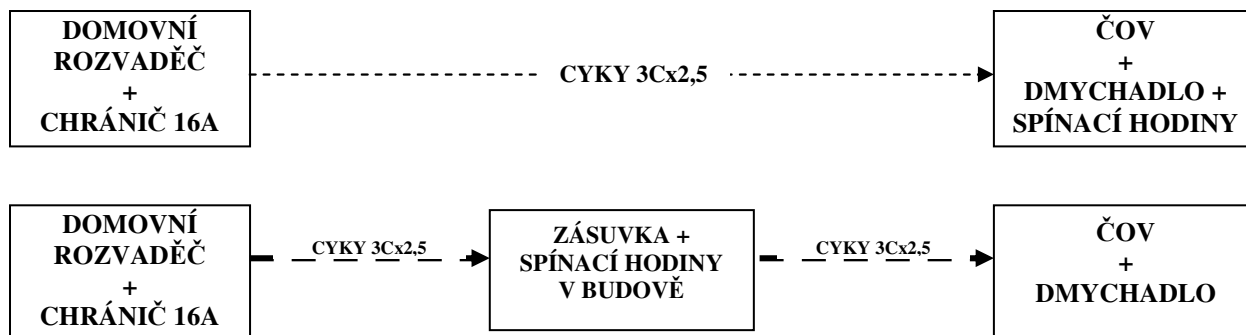 DOMOVNÍ
ROZVADĚČ
+
CHRÁNIČ 16A
CYKY 3Cx2,5
ČOV
+
DMYCHADLO +
SPÍNACÍ HODINY
DOMOVNÍ
ROZVADĚČ
+
CHRÁNIČ 16A
CYKY 3Cx2,5
ZÁSUVKA +
SPÍNACÍ HODINY
V BUDOVĚ
CYKY 3Cx2,5
ČOV
+
DMYCHADLO